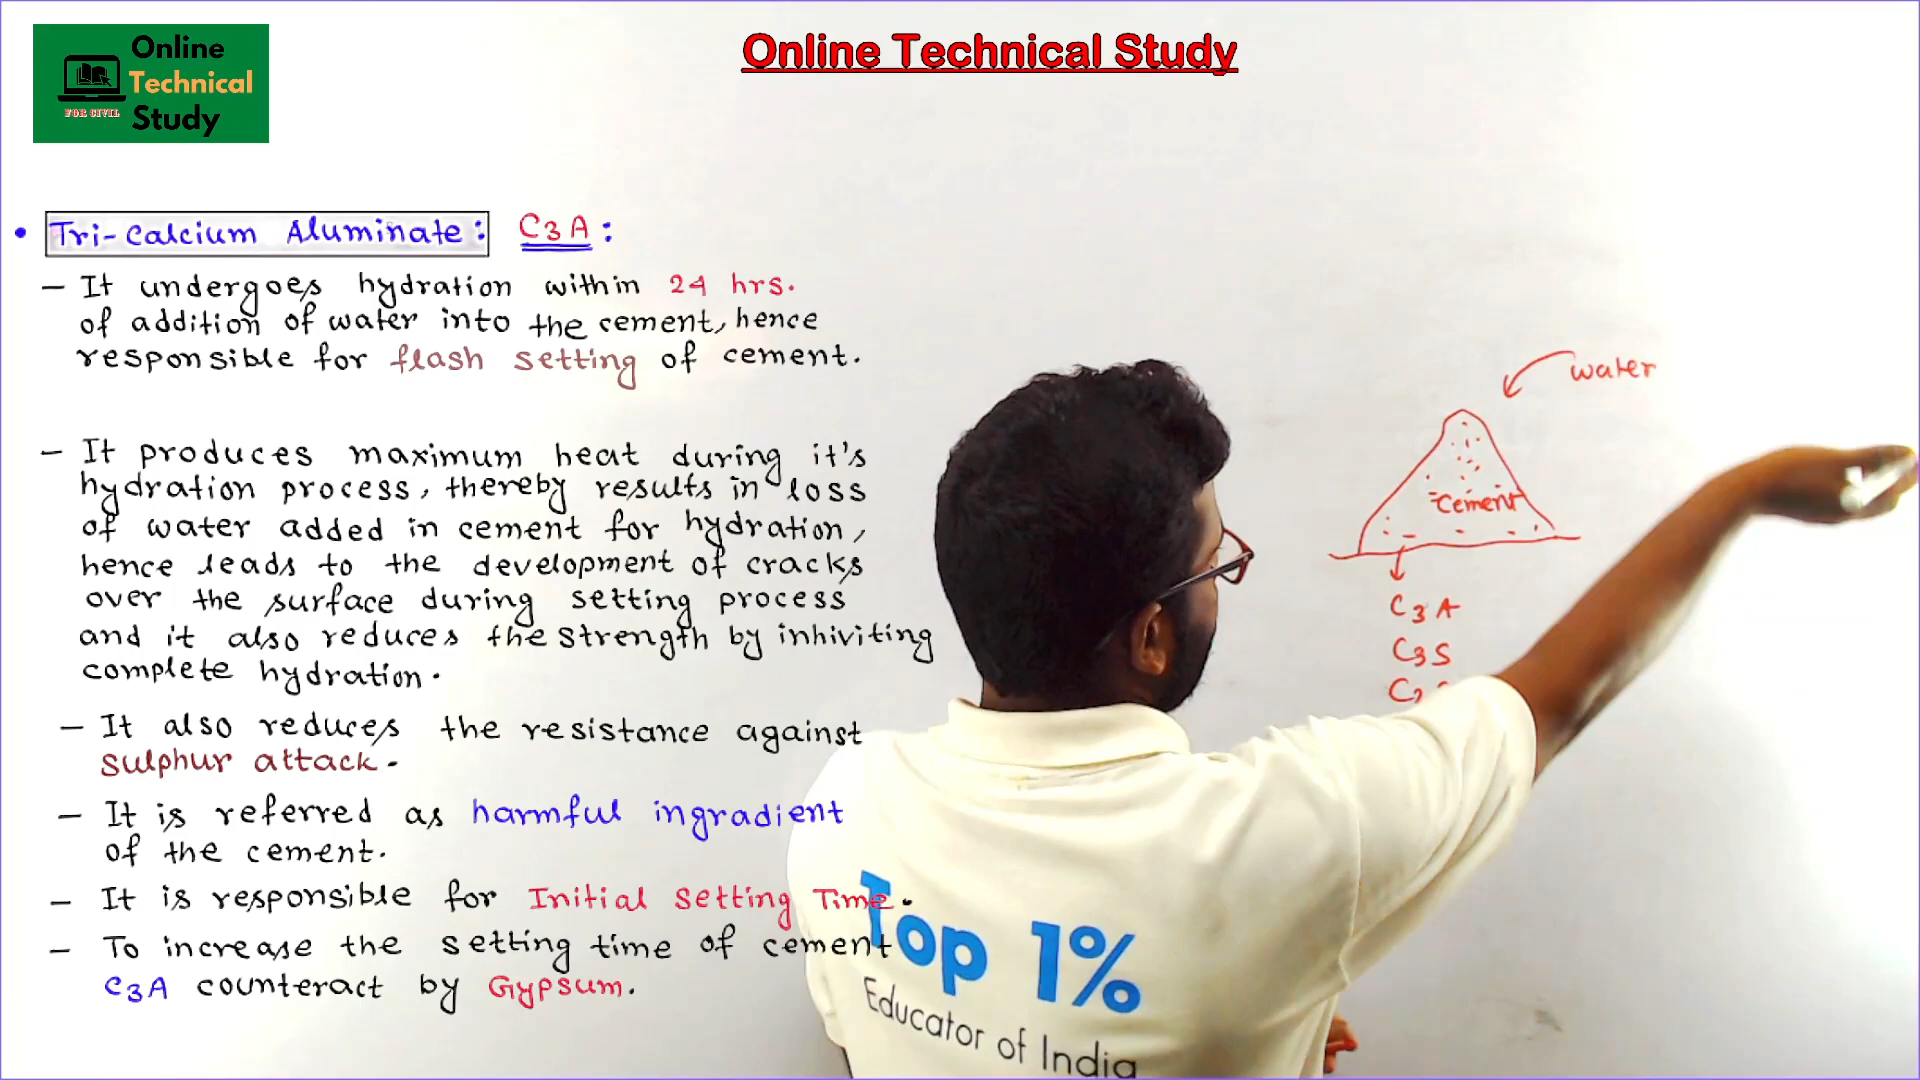 Online
Technical
Study
FOR CIVIL
Online Technical Study
• Tri-Calcium Aluminate: C3A:
— It undergoes hydration within 24 hrs.
of addition of water into the cement, hence
responsible for flash setting of cement.
— It produces maximum heat during it's
hydration process, thereby results in loss
of water added in cement for hydration,
hence leads to the development of cracks
over the surface during setting process
and it also reduces the strength by inhiviting
complete hydration.
— It also reduces the resistance against
sulphur attack.
— It is referred as harmful ingradient
of the cement.
— It is responsible for Initial Setting Time.
— To increase the setting time of cement
C3A counteract by Gypsum.
water
cement
C3A
C3S
Top 1%
Educator of India